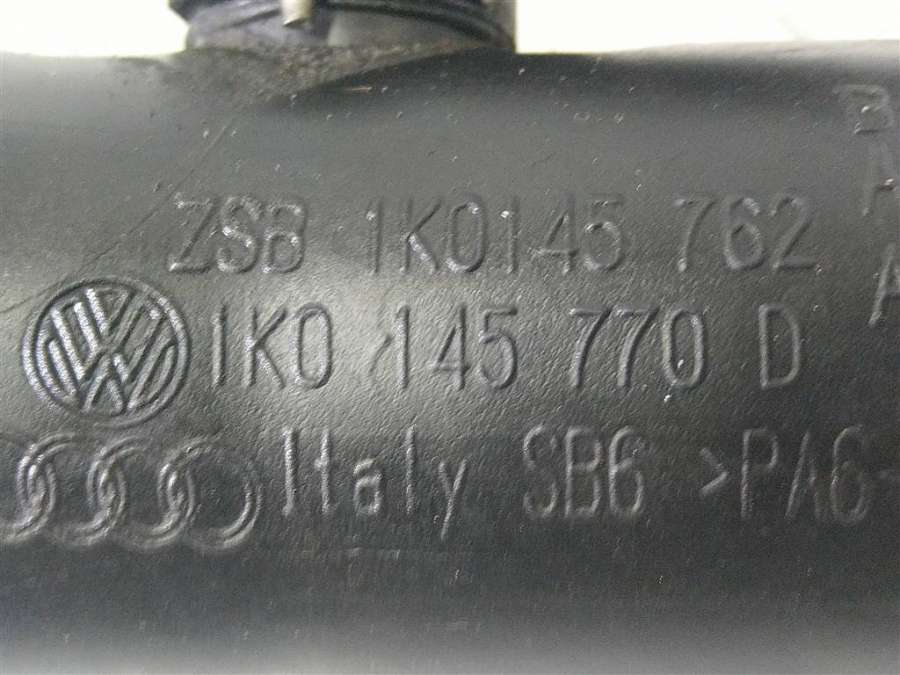 ZSB 1K0145 762
1K0 145 770 D
Italy SB6 >PA6-
B
A
A